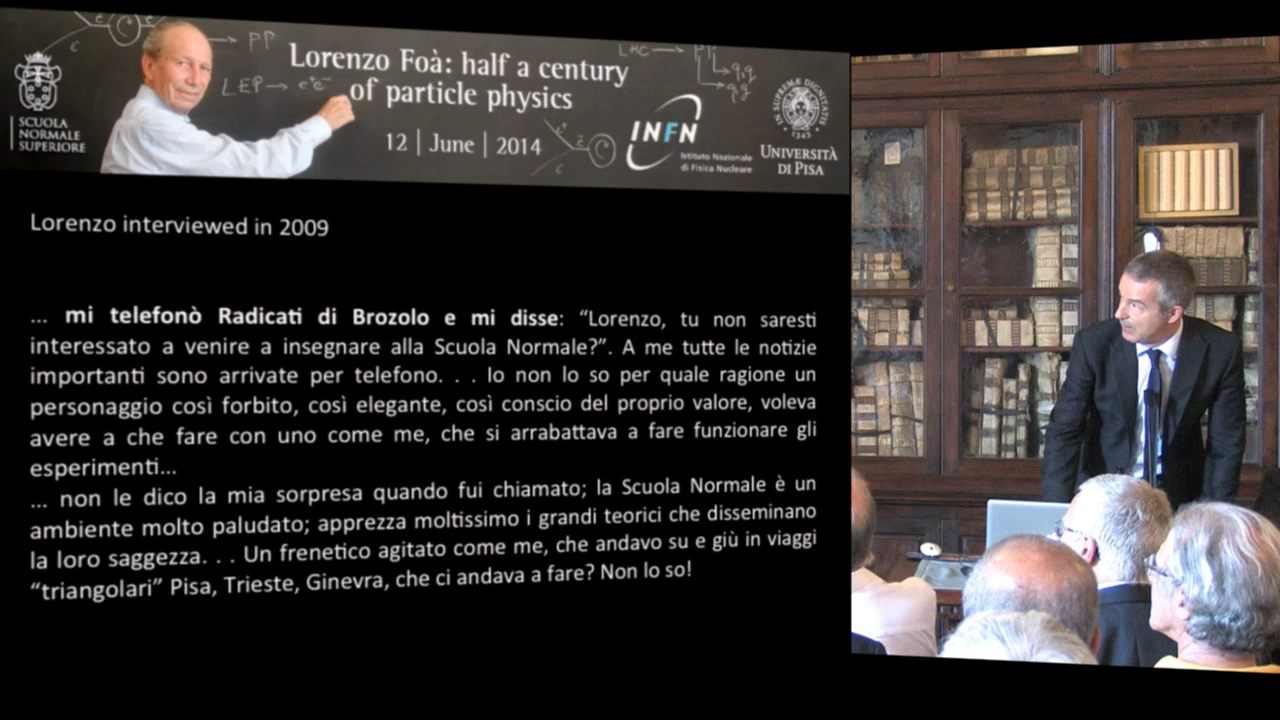 SCUOLA
NORMALE
SUPERIORE
PP
LEP → e⁺e⁻
Lorenzo Foà: half a century
of particle physics
12 | June | 2014
LHC → PP
q,g
q,g
INFN
Istituto Nazionale
di Fisica Nucleare
IN SUPREMÆ DIGNITATIS
1343
UNIVERSITÀ
DI PISA
Lorenzo interviewed in 2009
... mi telefonò Radicati di Brozolo e mi disse: “Lorenzo, tu non saresti
interessato a venire a insegnare alla Scuola Normale?”. A me tutte le notizie
importanti sono arrivate per telefono. . . Io non lo so per quale ragione un
personaggio così forbito, così elegante, così conscio del proprio valore, voleva
avere a che fare con uno come me, che si arrabattava a fare funzionare gli
esperimenti...
... non le dico la mia sorpresa quando fui chiamato; la Scuola Normale è un
ambiente molto paludato; apprezza moltissimo i grandi teorici che disseminano
la loro saggezza. . . Un frenetico agitato come me, che andavo su e giù in viaggi
“triangolari” Pisa, Trieste, Ginevra, che ci andava a fare? Non lo so!